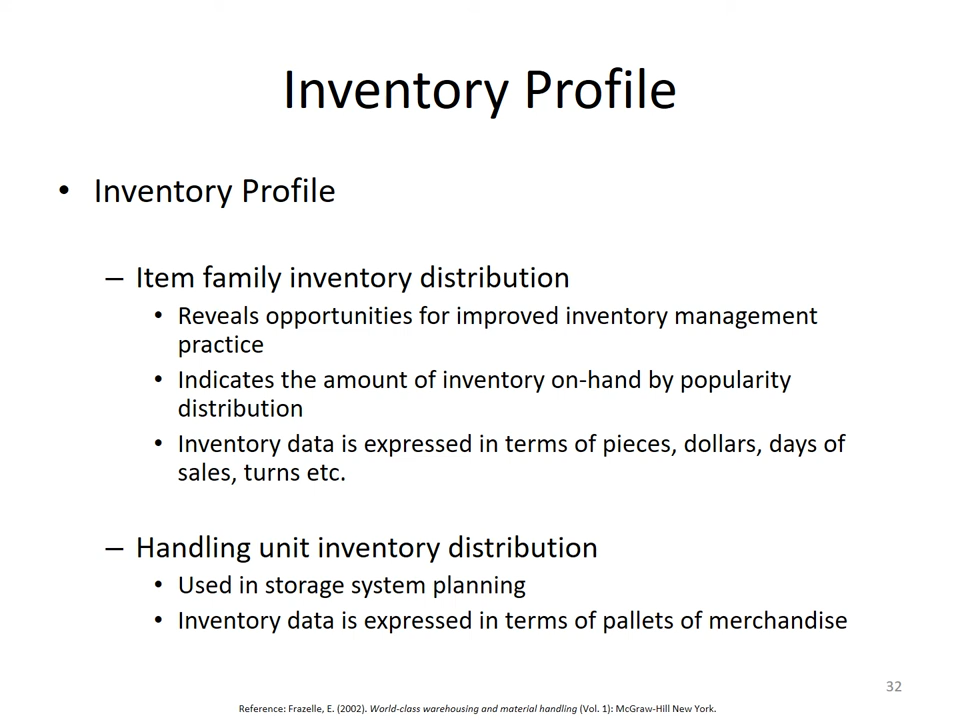 Inventory Profile
• Inventory Profile
– Item family inventory distribution
• Reveals opportunities for improved inventory management
practice
• Indicates the amount of inventory on-hand by popularity
distribution
• Inventory data is expressed in terms of pieces, dollars, days of
sales, turns etc.
– Handling unit inventory distribution
• Used in storage system planning
• Inventory data is expressed in terms of pallets of merchandise
32
Reference: Frazelle, E. (2002). World-class warehousing and material handling (Vol. 1): McGraw-Hill New York.